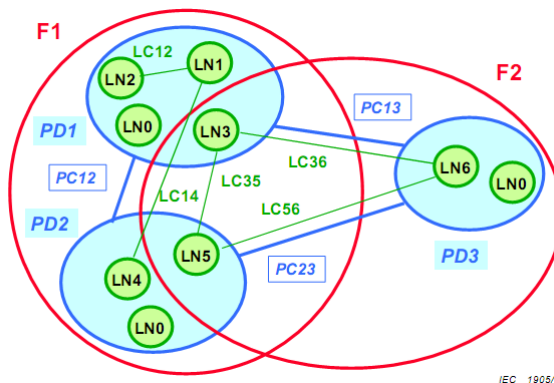 F1
F2
LC12
LN1
LN2
PC13
PD1
LN0
LN3
LC36
LN6
LN0
PC12
LC35
LC14
LC56
PD2
PD3
LN5
PC23
LN4
LN0
IEC 1905/